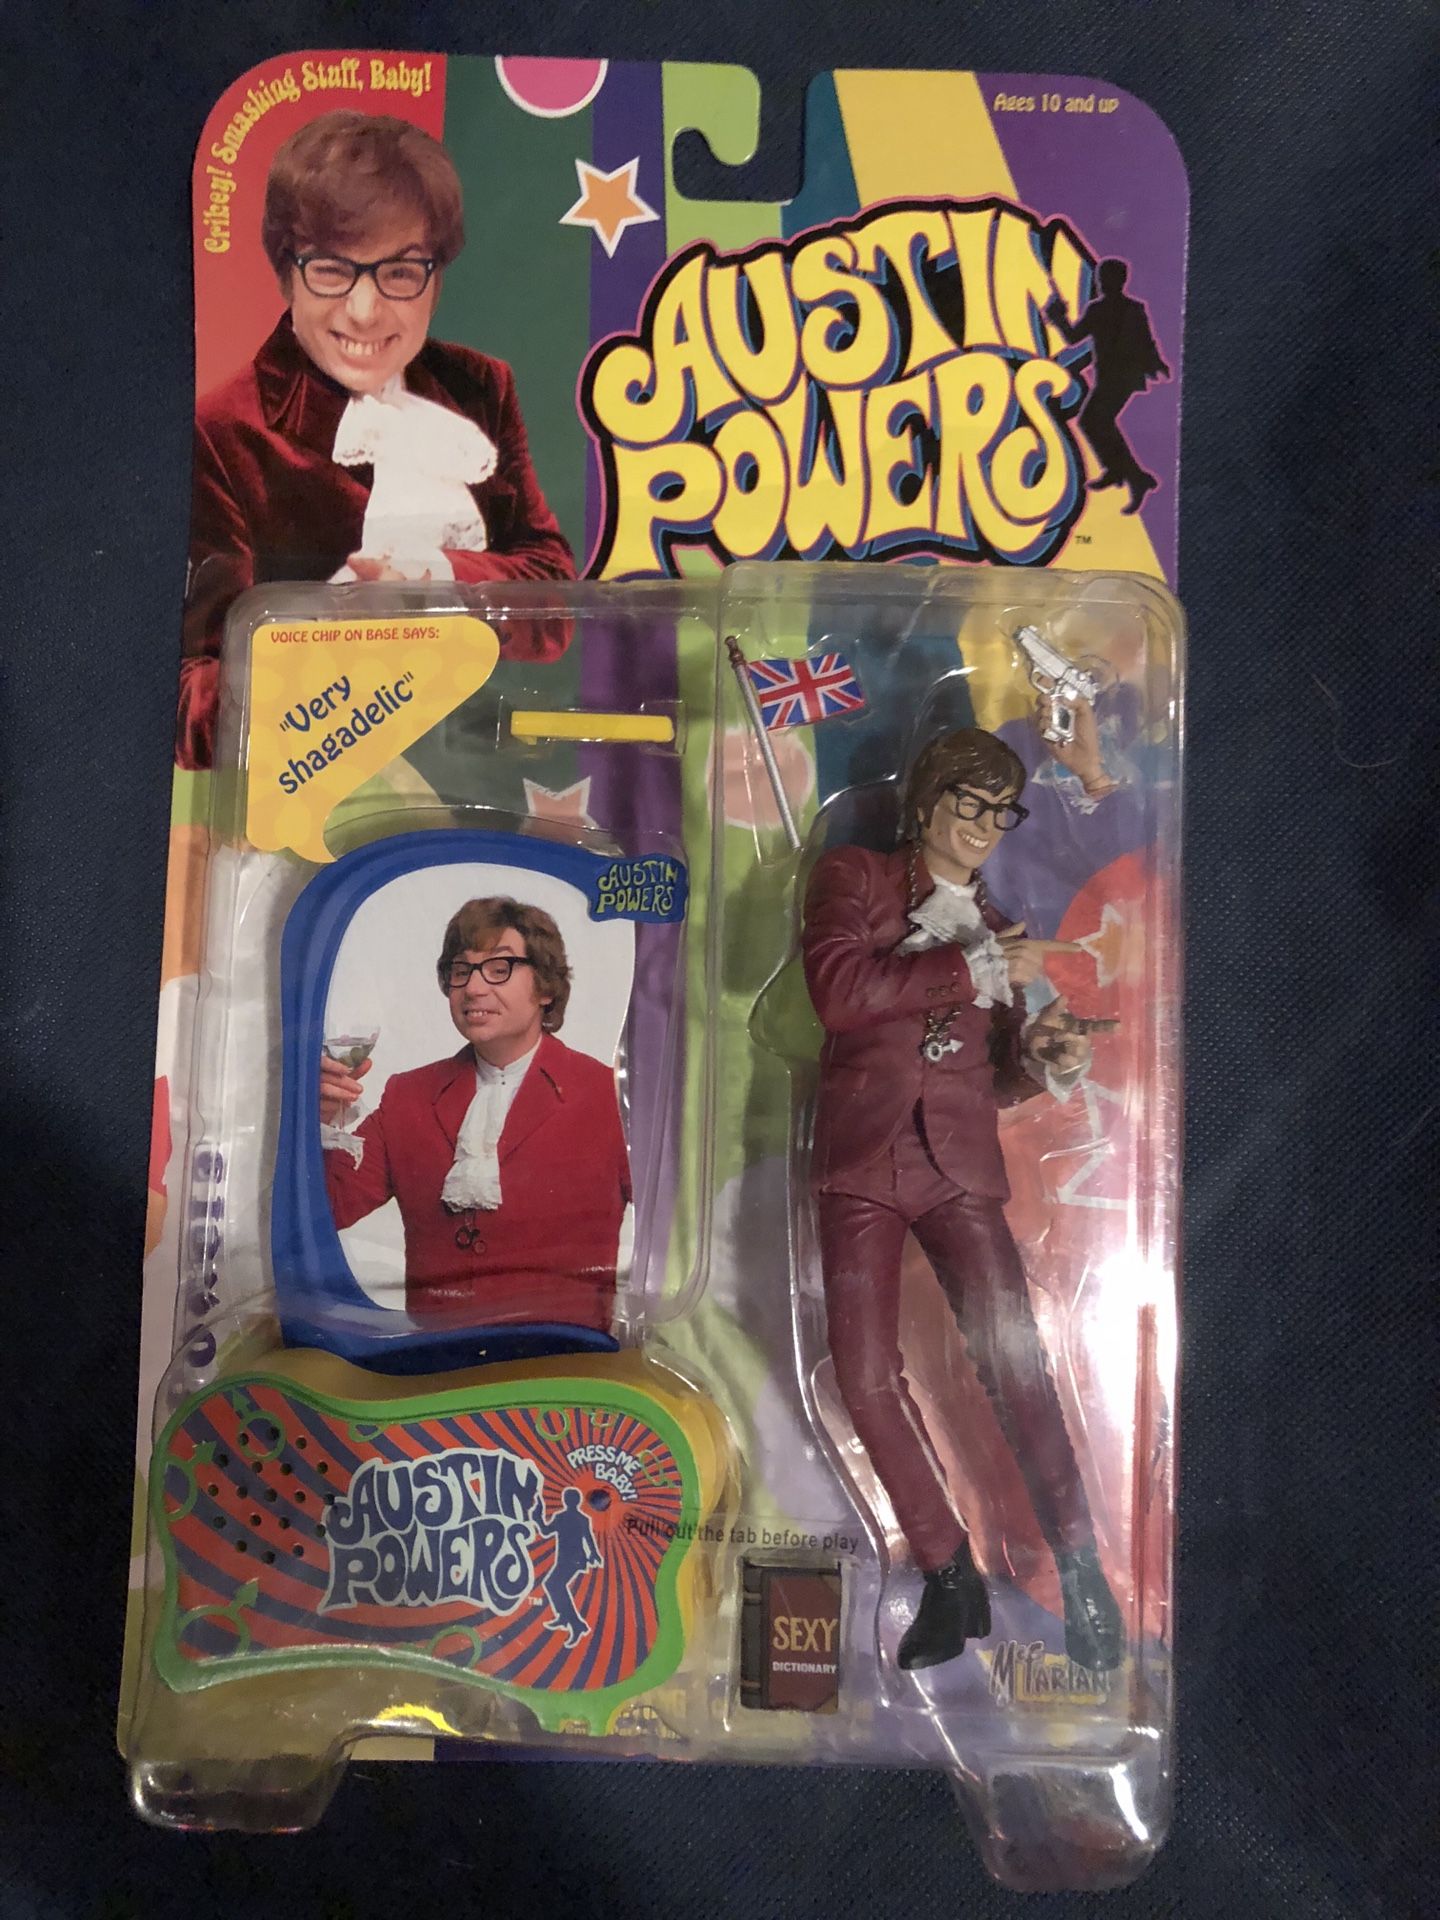 Crikey! Smashing Stuff, Baby!
Ages 10 and up
AUSTIN
POWERS
™
VOICE CHIP ON BASE SAYS:
"Very
shagadelic"
AUSTIN
POWERS
AUSTIN
POWERS
™
PRESS ME
BABY!
Pull out the tab before play
SEXY
DICTIONARY
McFARLAN